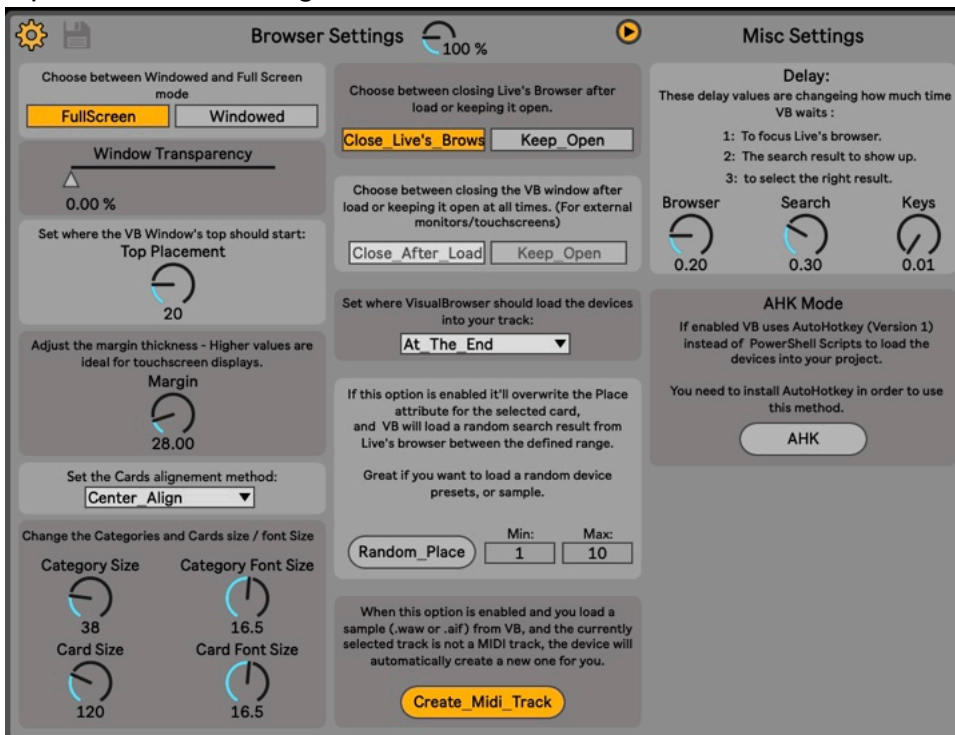 Browser Settings
100 %
Misc Settings
Choose between Windowed and Full Screen
mode
FullScreen
Windowed
Window Transparency
0.00 %
Set where the VB Window's top should start:
Top Placement
20
Adjust the margin thickness - Higher values are
ideal for touchscreen displays.
Margin
28.00
Set the Cards alignement method:
Center_Align
Change the Categories and Cards size / font Size
Category Size
Category Font Size
38
16.5
Card Size
Card Font Size
120
16.5
Choose between closing Live's Browser after
load or keeping it open.
Close_Live's_Brows
Keep_Open
Choose between closing the VB window after
load or keeping it open at all times. (For external
monitors/touchscreens)
Close_After_Load
Keep_Open
Set where VisualBrowser should load the devices
into your track:
At_The_End
If this option is enabled it'll overwrite the Place
attribute for the selected card,
and VB will load a random search result from
Live's browser between the defined range.
Great if you want to load a random device
presets, or sample.
Min:
Max:
Random_Place
1
10
When this option is enabled and you load a
sample (.waw or .aif) from VB, and the currently
selected track is not a MIDI track, the device will
automatically create a new one for you.
Create_Midi_Track
Delay:
These delay values are changeing how much time
VB waits :
1: To focus Live's browser.
2: The search result to show up.
3: to select the right result.
Browser
Search
Keys
0.20
0.30
0.01
AHK Mode
If enabled VB uses AutoHotkey (Version 1)
instead of PowerShell Scripts to load the
devices into your project.
You need to install AutoHotkey in order to use
this method.
AHK